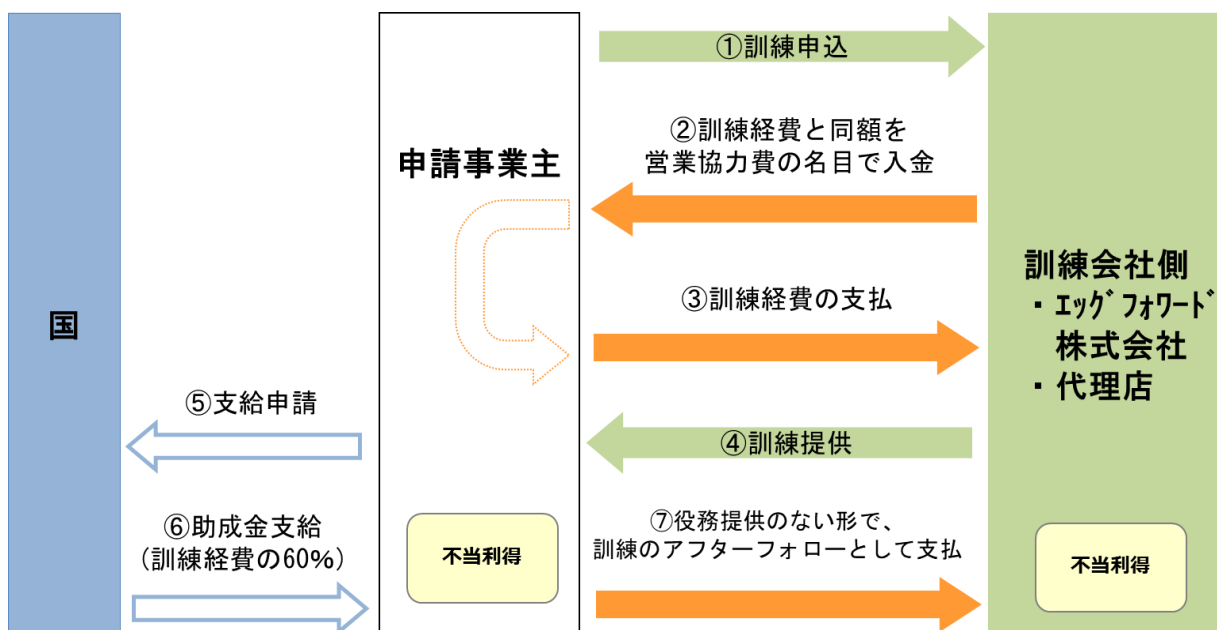 国
申請事業主
①訓練申込
②訓練経費と同額を
営業協力費の名目で入金
③訓練経費の支払
訓練会社側
・ｴｯｸﾞﾌｫﾜｰﾄﾞ
株式会社
・代理店
⑤支給申請
④訓練提供
⑥助成金支給
(訓練経費の60%)
不当利得
⑦役務提供のない形で、
訓練のアフターフォローとして支払
不当利得